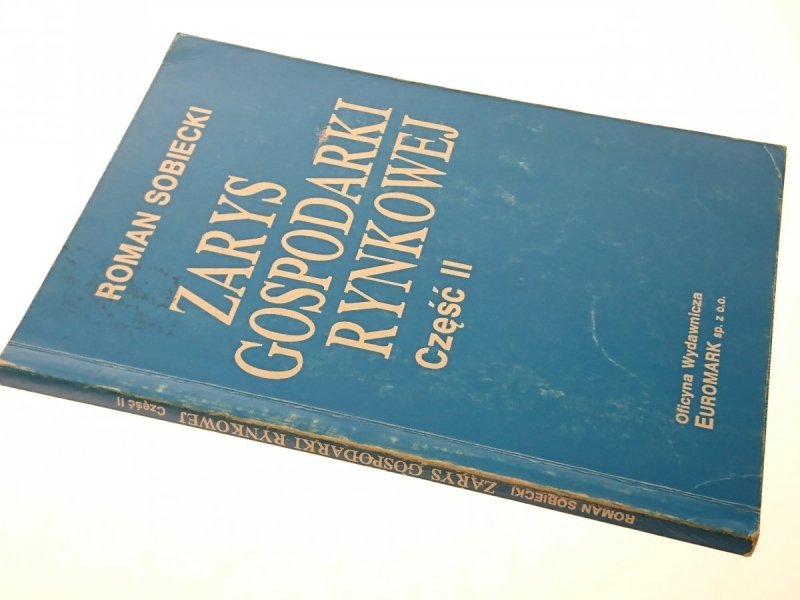 ROMAN SOBIECKI
ZARYS
GOSPODARKI
RYNKOWEJ
Część II
Oficyna Wydawnicza
EUROMARK sp. z o.o.
ROMAN SOBIECKI ZARYS GOSPODARKI RYNKOWEJ Część II